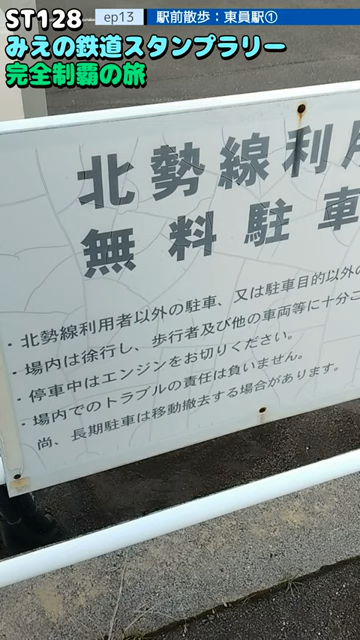 ST128
ep13
駅前散歩：東員駅①
みえの鉄道スタンプラリー
完全制覇の旅
北勢線利用
無料駐車
・北勢線利用者以外の駐車、又は駐車目的以外の
・場内は徐行し、歩行者及び他の車両等に十分ご
・停車中はエンジンをお切りください。
・場内でのトラブルの責任は負いません。
尚、長期駐車は移動撤去する場合があります。